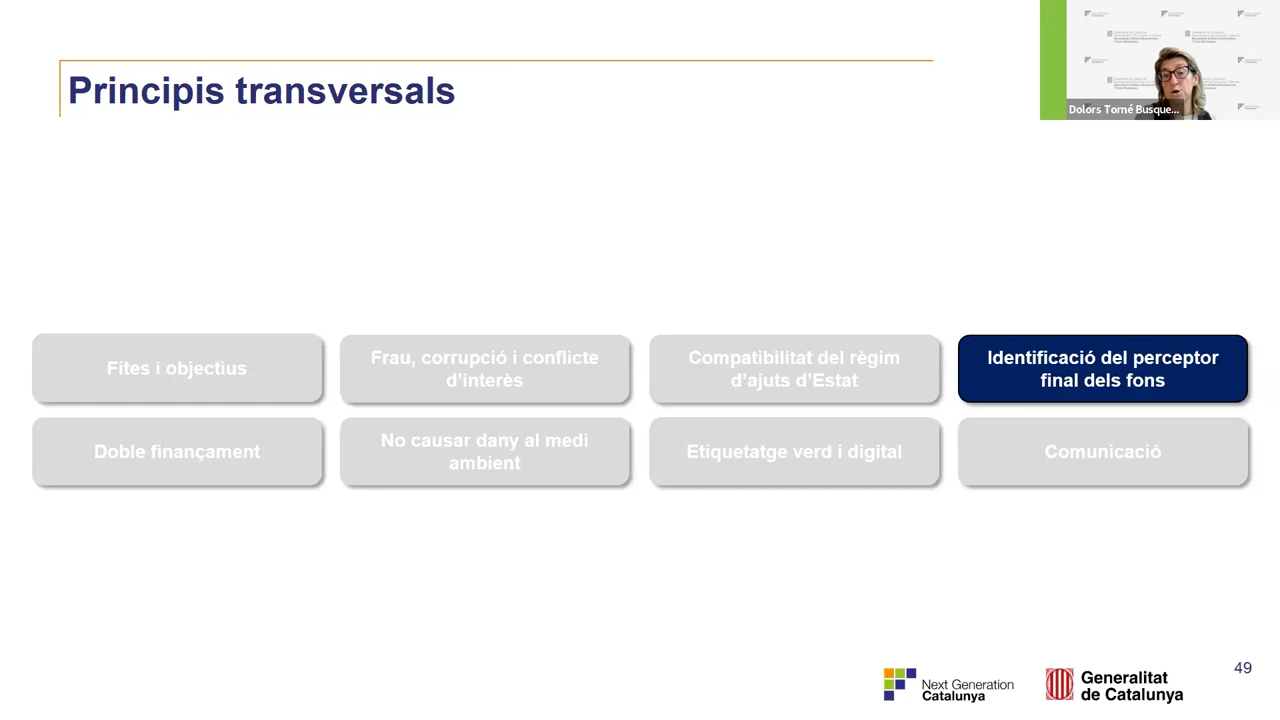 Principis transversals
Dolors Torné Busque...
Fites i objectius
Frau, corrupció i conflicte
d’interès
Compatibilitat del règim
d’ajuts d’Estat
Identificació del perceptor
final dels fons
Doble finançament
No causar dany al medi
ambient
Etiquetatge verd i digital
Comunicació
Next Generation
Catalunya
Generalitat
de Catalunya
49